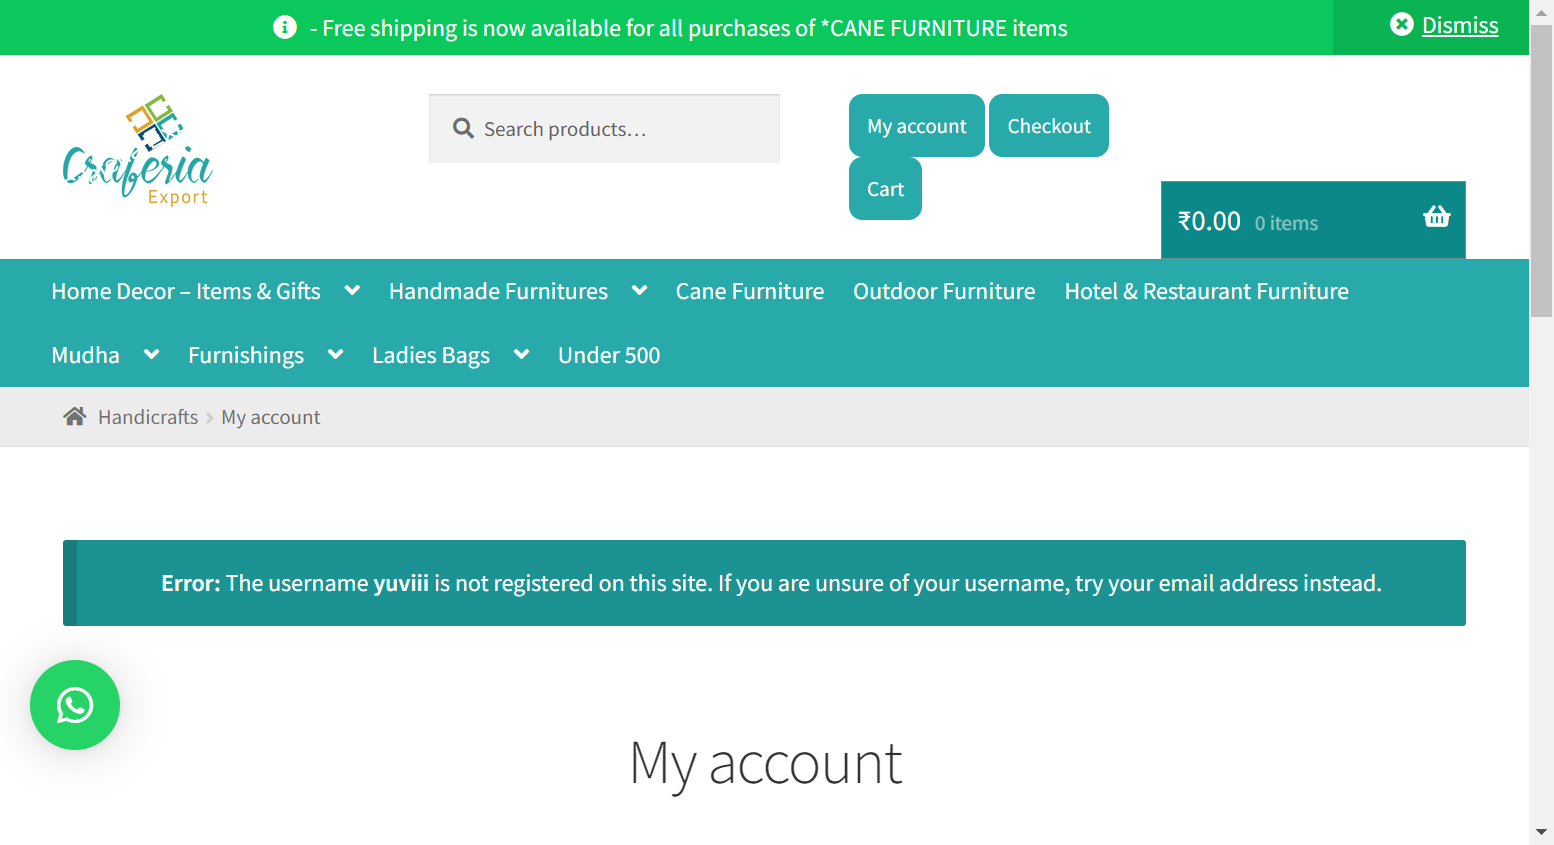 - Free shipping is now available for all purchases of *CANE FURNITURE items
Dismiss
Craferia
Export
Search products…
My account
Checkout
Cart
₹0.00 0 items
Home Decor – Items & Gifts
Handmade Furnitures
Cane Furniture
Outdoor Furniture
Hotel & Restaurant Furniture
Mudha
Furnishings
Ladies Bags
Under 500
Handicrafts
My account
Error: The username yuviii is not registered on this site. If you are unsure of your username, try your email address instead.
My account